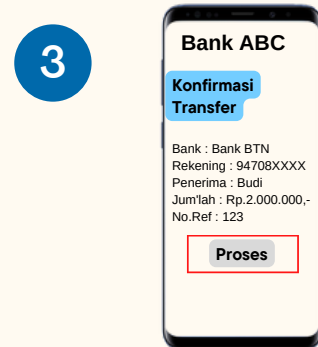 3
Bank ABC
Konfirmasi
Transfer
Bank : Bank BTN
Rekening : 94708XXXX
Penerima : Budi
Jum'lah : Rp.2.000.000,-
No.Ref : 123
Proses